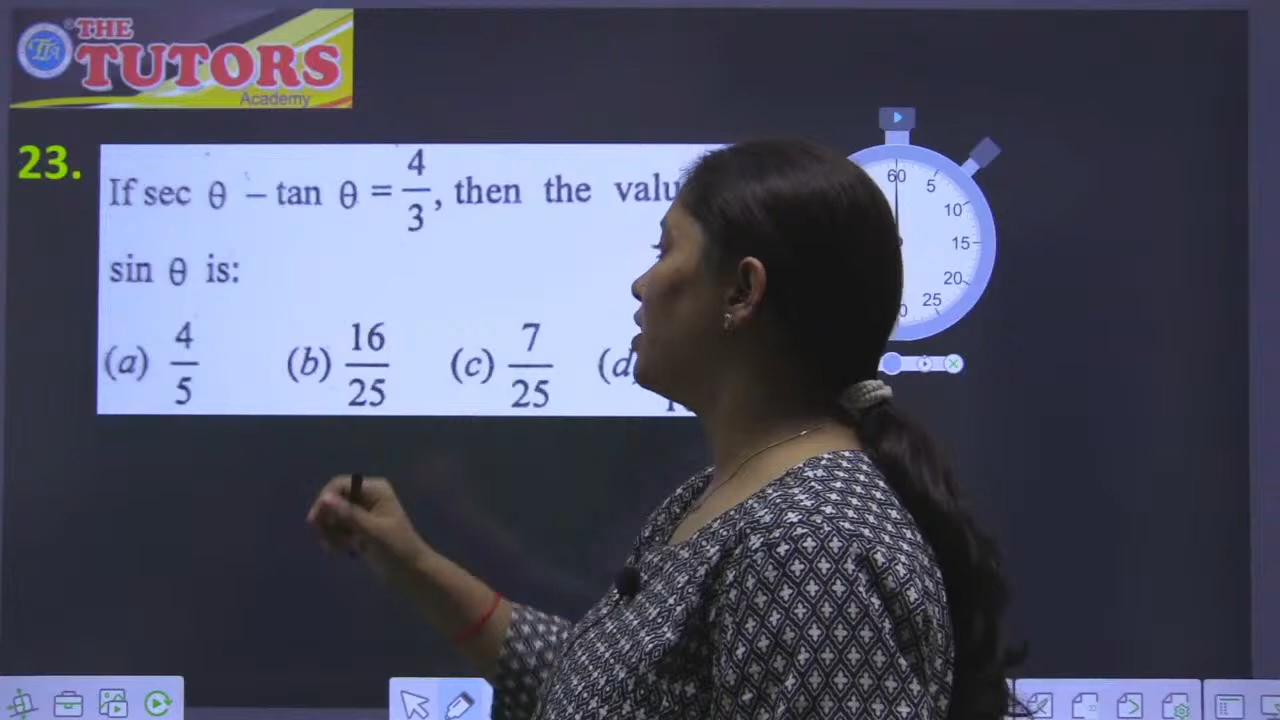 THE
TUTORS
Academy
23.
If sec θ – tan θ = 4/3, then the
sin θ is:
(a) 4/5 (b) 16/25 (c) 7/25 (d
60
5
10
15
20
25